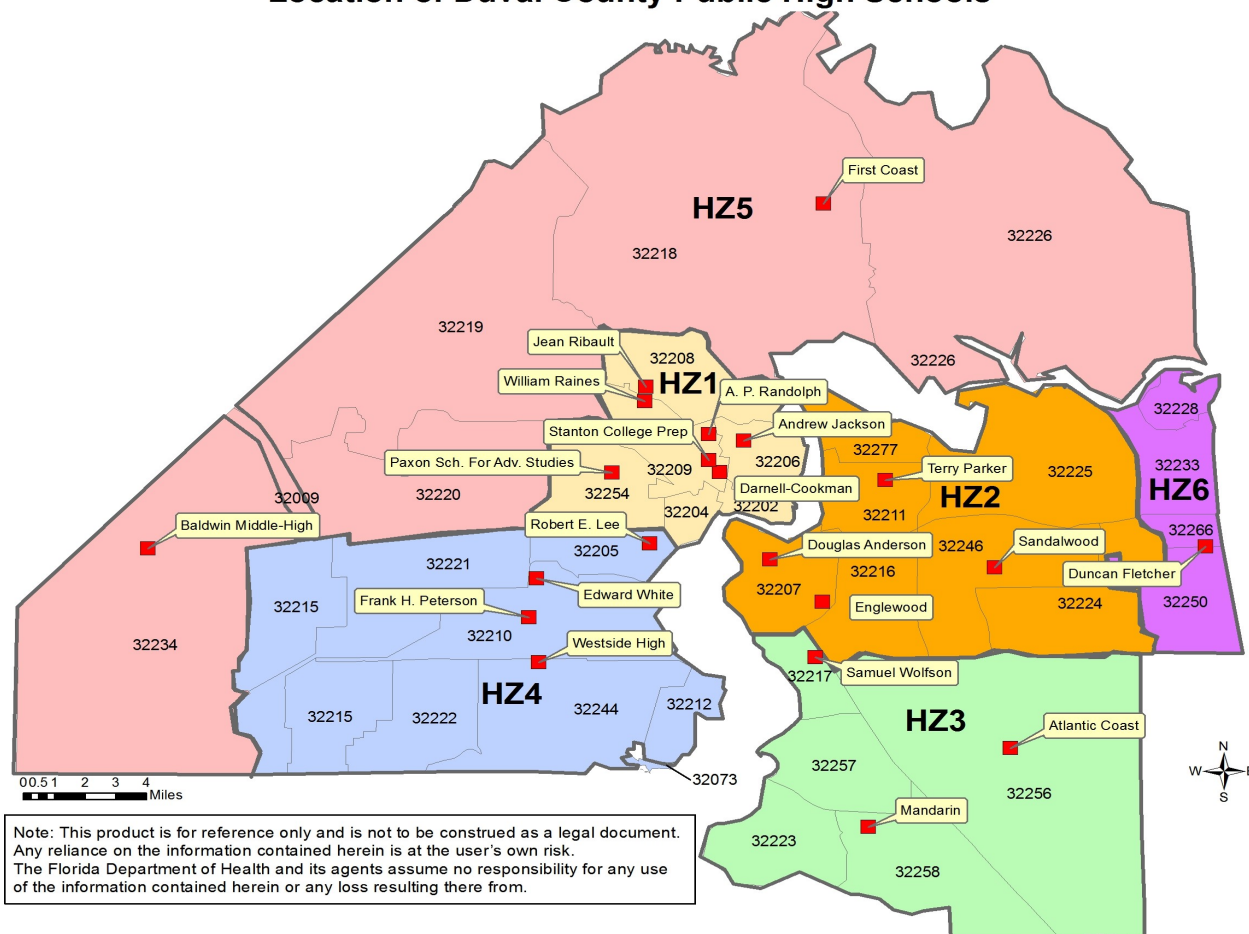 Location of Duval County Public High Schools
First Coast
HZ5
32226
32218
32219
Jean Ribault
32208
32226
William Raines
HZ1
A. P. Randolph
32228
Andrew Jackson
Stanton College Prep
32277
Paxon Sch. For Adv. Studies
32209
32206
Terry Parker
32225
32233
HZ6
32009
32220
32254
Darnell-Cookman
HZ2
32204
32202
32211
Baldwin Middle-High
Robert E. Lee
32266
32205
Douglas Anderson
32246
Sandalwood
32221
32216
Duncan Fletcher
32215
Edward White
32207
Frank H. Peterson
Englewood
32224
32250
32210
32234
Westside High
32217
Samuel Wolfson
HZ4
32215
32222
32244
32212
HZ3
Atlantic Coast
N
W
E
S
32257
32073
0 0.5 1 2 3 4
Miles
32256
Mandarin
32223
32258
Note: This product is for reference only and is not to be construed as a legal document.
Any reliance on the information contained herein is at the user's own risk.
The Florida Department of Health and its agents assume no responsibility for any use
of the information contained herein or any loss resulting there from.